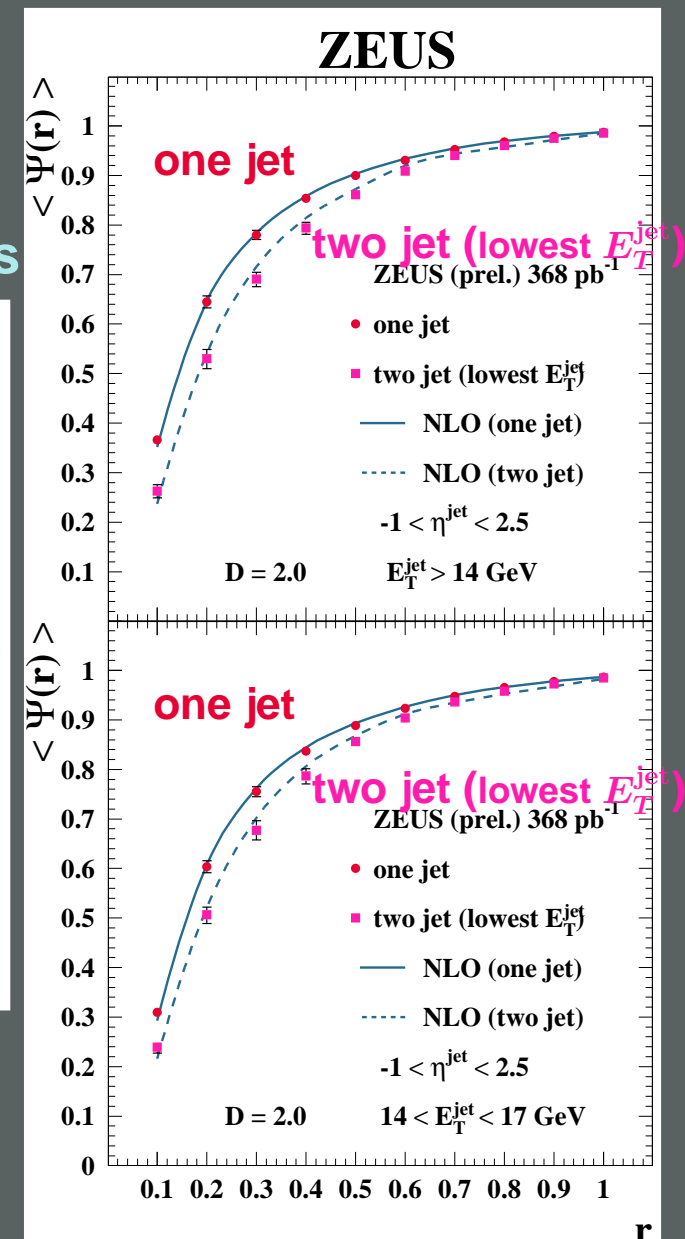 ZEUS
< Ψ(r) >
1
one jet
0.9
0.8
two jet (lowest E_T^jet)
s
0.7
ZEUS (prel.) 368 pb^-1
0.6
one jet
0.5
two jet (lowest E_T^jet)
0.4
NLO (one jet)
0.3
NLO (two jet)
0.2
-1 < η^jet < 2.5
0.1
D = 2.0
E_T^jet > 14 GeV
< Ψ(r) >
1
one jet
0.9
0.8
two jet (lowest E_T^jet)
0.7
ZEUS (prel.) 368 pb^-1
0.6
one jet
0.5
two jet (lowest E_T^jet)
0.4
NLO (one jet)
0.3
NLO (two jet)
0.2
-1 < η^jet < 2.5
0.1
D = 2.0
14 < E_T^jet < 17 GeV
0
0.1 0.2 0.3 0.4 0.5 0.6 0.7 0.8 0.9 1
r